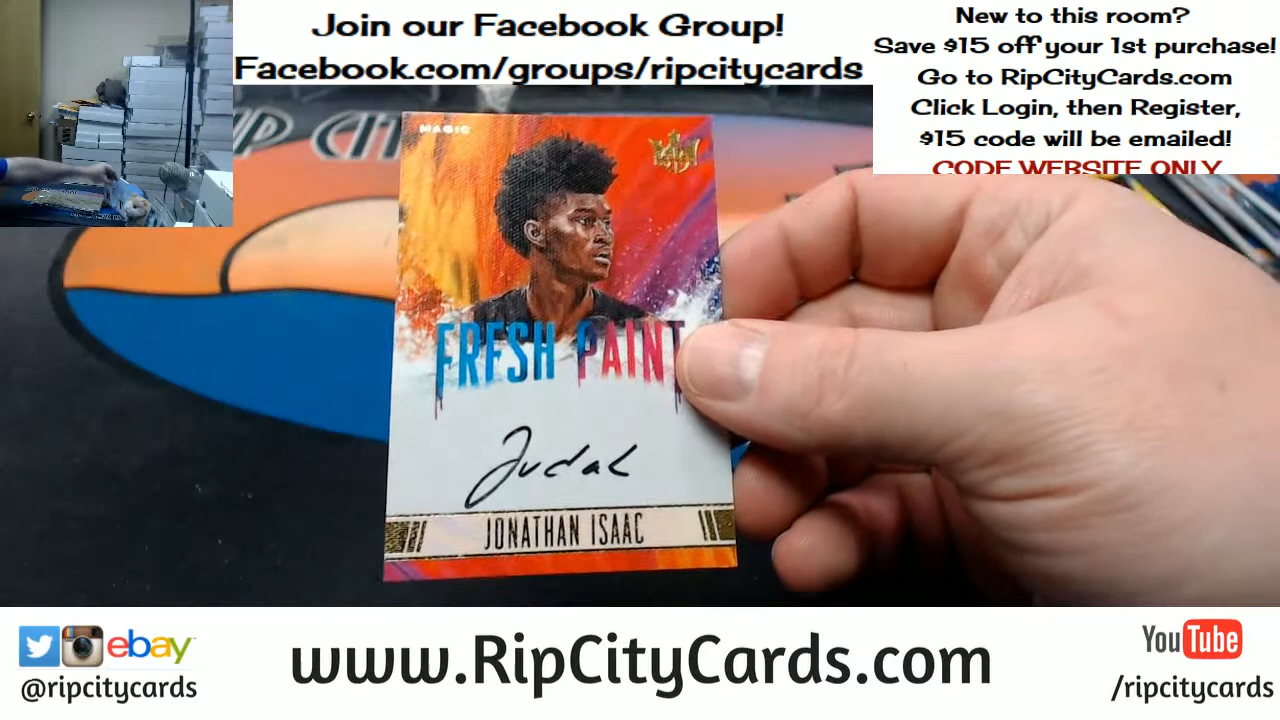 Join our Facebook Group!
Facebook.com/groups/ripcitycards
New to this room?
Save $15 off your 1st purchase!
Go to RipCityCards.com
Click Login, then Register,
$15 code will be emailed!
CODE WEBSITE ONLY
MAGIC
FRESH PAINT
JONATHAN ISAAC
ebay
@ripcitycards
www.RipCityCards.com
YouTube
/ripcitycards